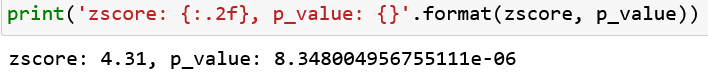 print('zscore: {:.2f}, p_value: {}'.format(zscore, p_value))
zscore: 4.31, p_value: 8.348004956755111e-06